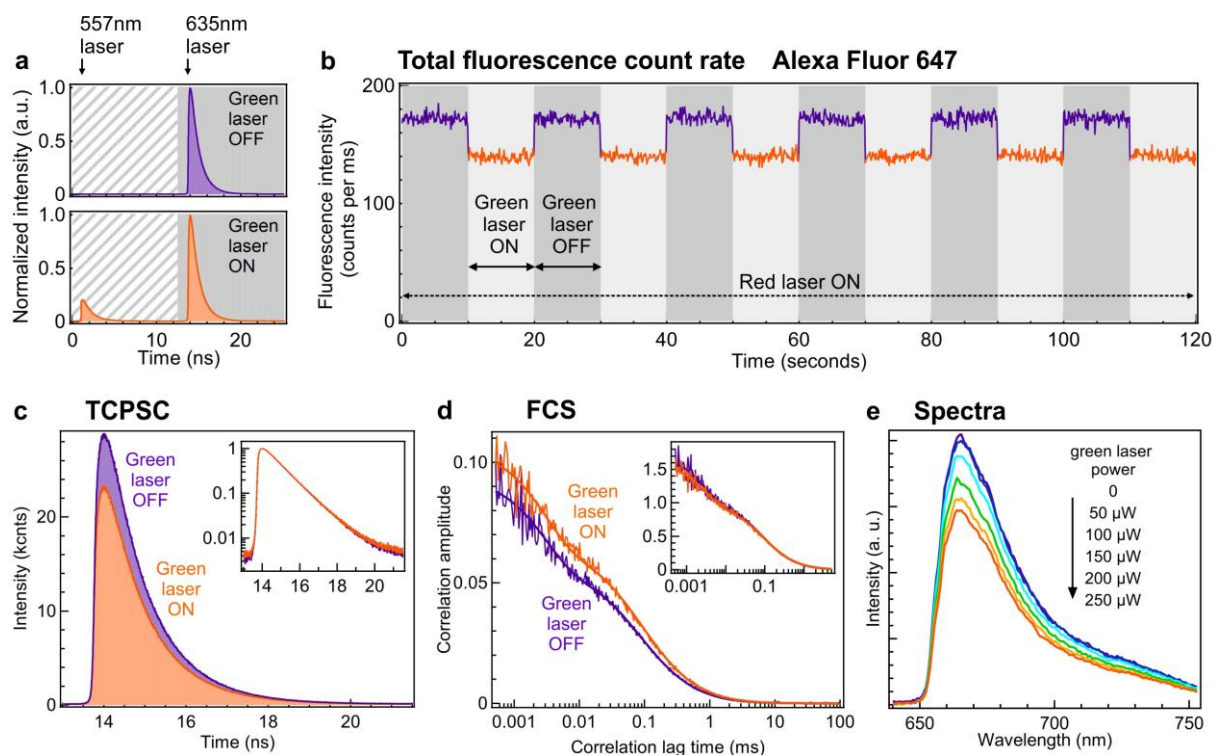 557nm
laser
635nm
laser
a
Normalized intensity (a.u.)
1.0
0.5
0
Green
laser
OFF
1.0
0.5
0
Green
laser
ON
0
10
20
Time (ns)
b
Total fluorescence count rate
Alexa Fluor 647
Fluorescence intensity
(counts per ms)
200
100
0
Green
laser
ON
Green
laser
OFF
Red laser ON
0
20
40
60
80
100
120
Time (seconds)
c
TCPSC
Intensity (kcnts)
20
10
0
Green
laser
OFF
Green
laser
ON
1
0.1
0.01
14
16
18
20
14
16
18
20
Time (ns)
d
FCS
Correlation amplitude
0.10
0.05
0
Green
laser
ON
Green
laser
OFF
1.5
1.0
0.5
0
0.001
0.1
0.001
0.01
0.1
1
10
100
Correlation lag time (ms)
e
Spectra
Intensity (a. u.)
green laser
power
0
50 µW
100 µW
150 µW
200 µW
250 µW
650
700
750
Wavelength (nm)